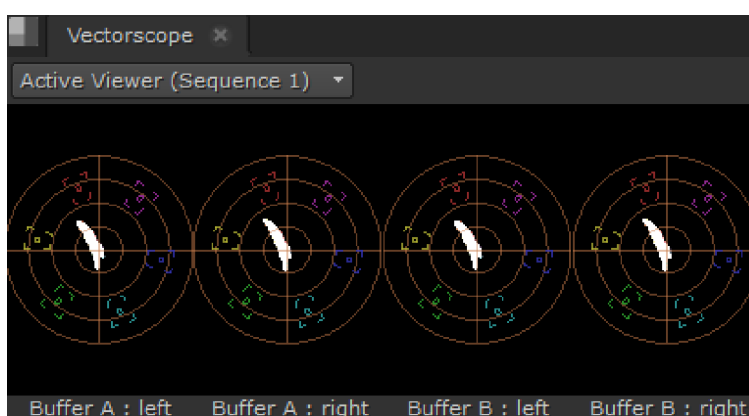 Vectorscope
Active Viewer (Sequence 1)
Buffer A : left Buffer A : right Buffer B : left Buffer B : right